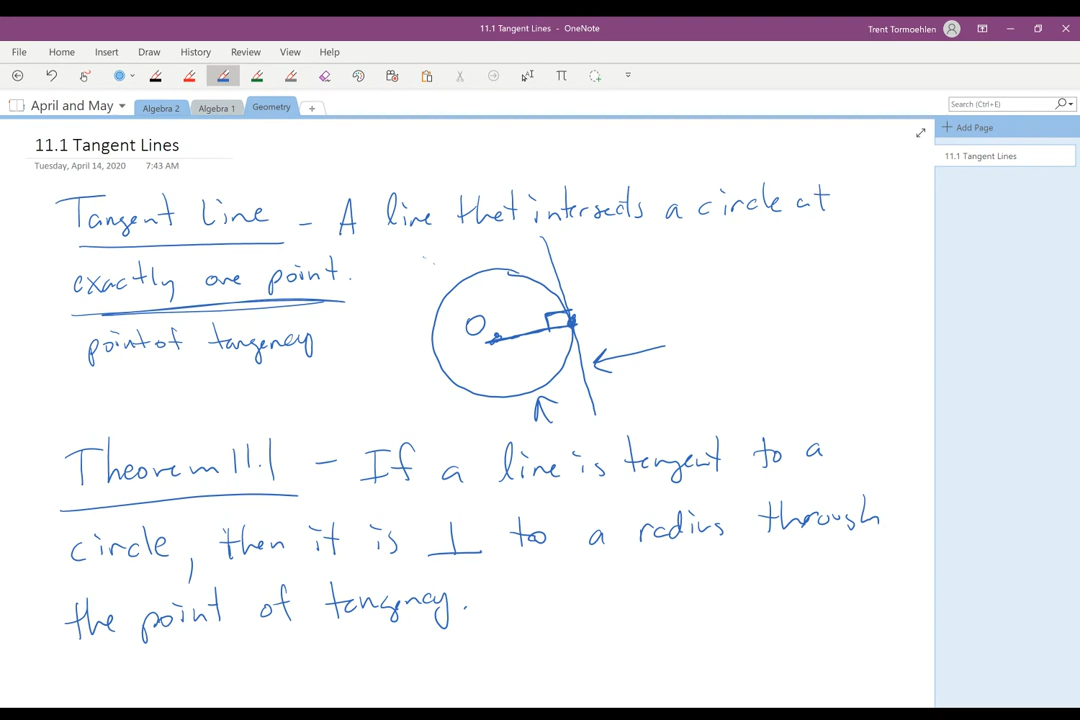 11.1 Tangent Lines - OneNote
Trent Tormoehlen
File Home Insert Draw History Review View Help
April and May
Algebra 2
Algebra 1
Geometry
Search (Ctrl+E)
Add Page
11.1 Tangent Lines
11.1 Tangent Lines
Tuesday, April 14, 2020 7:43 AM
Tangent Line - A line that intersects a circle at
exactly one point.
point of tangency
O
Theorem 11.1 - If a line is tangent to a
circle, then it is ⊥ to a radius through
the point of tangency.